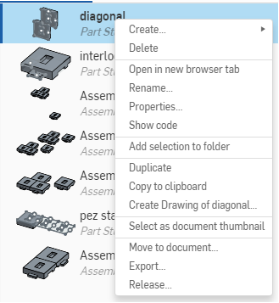 diagonal
Part St
interlo
Part St
Assem
Assem
Assem
Assem
Assem
Assem
pez sta
Part St
Assem
Assem
Create...
Delete
Open in new browser tab
Rename...
Properties...
Show code
Add selection to folder
Duplicate
Copy to clipboard
Create Drawing of diagonal...
Select as document thumbnail
Move to document...
Export...
Release...